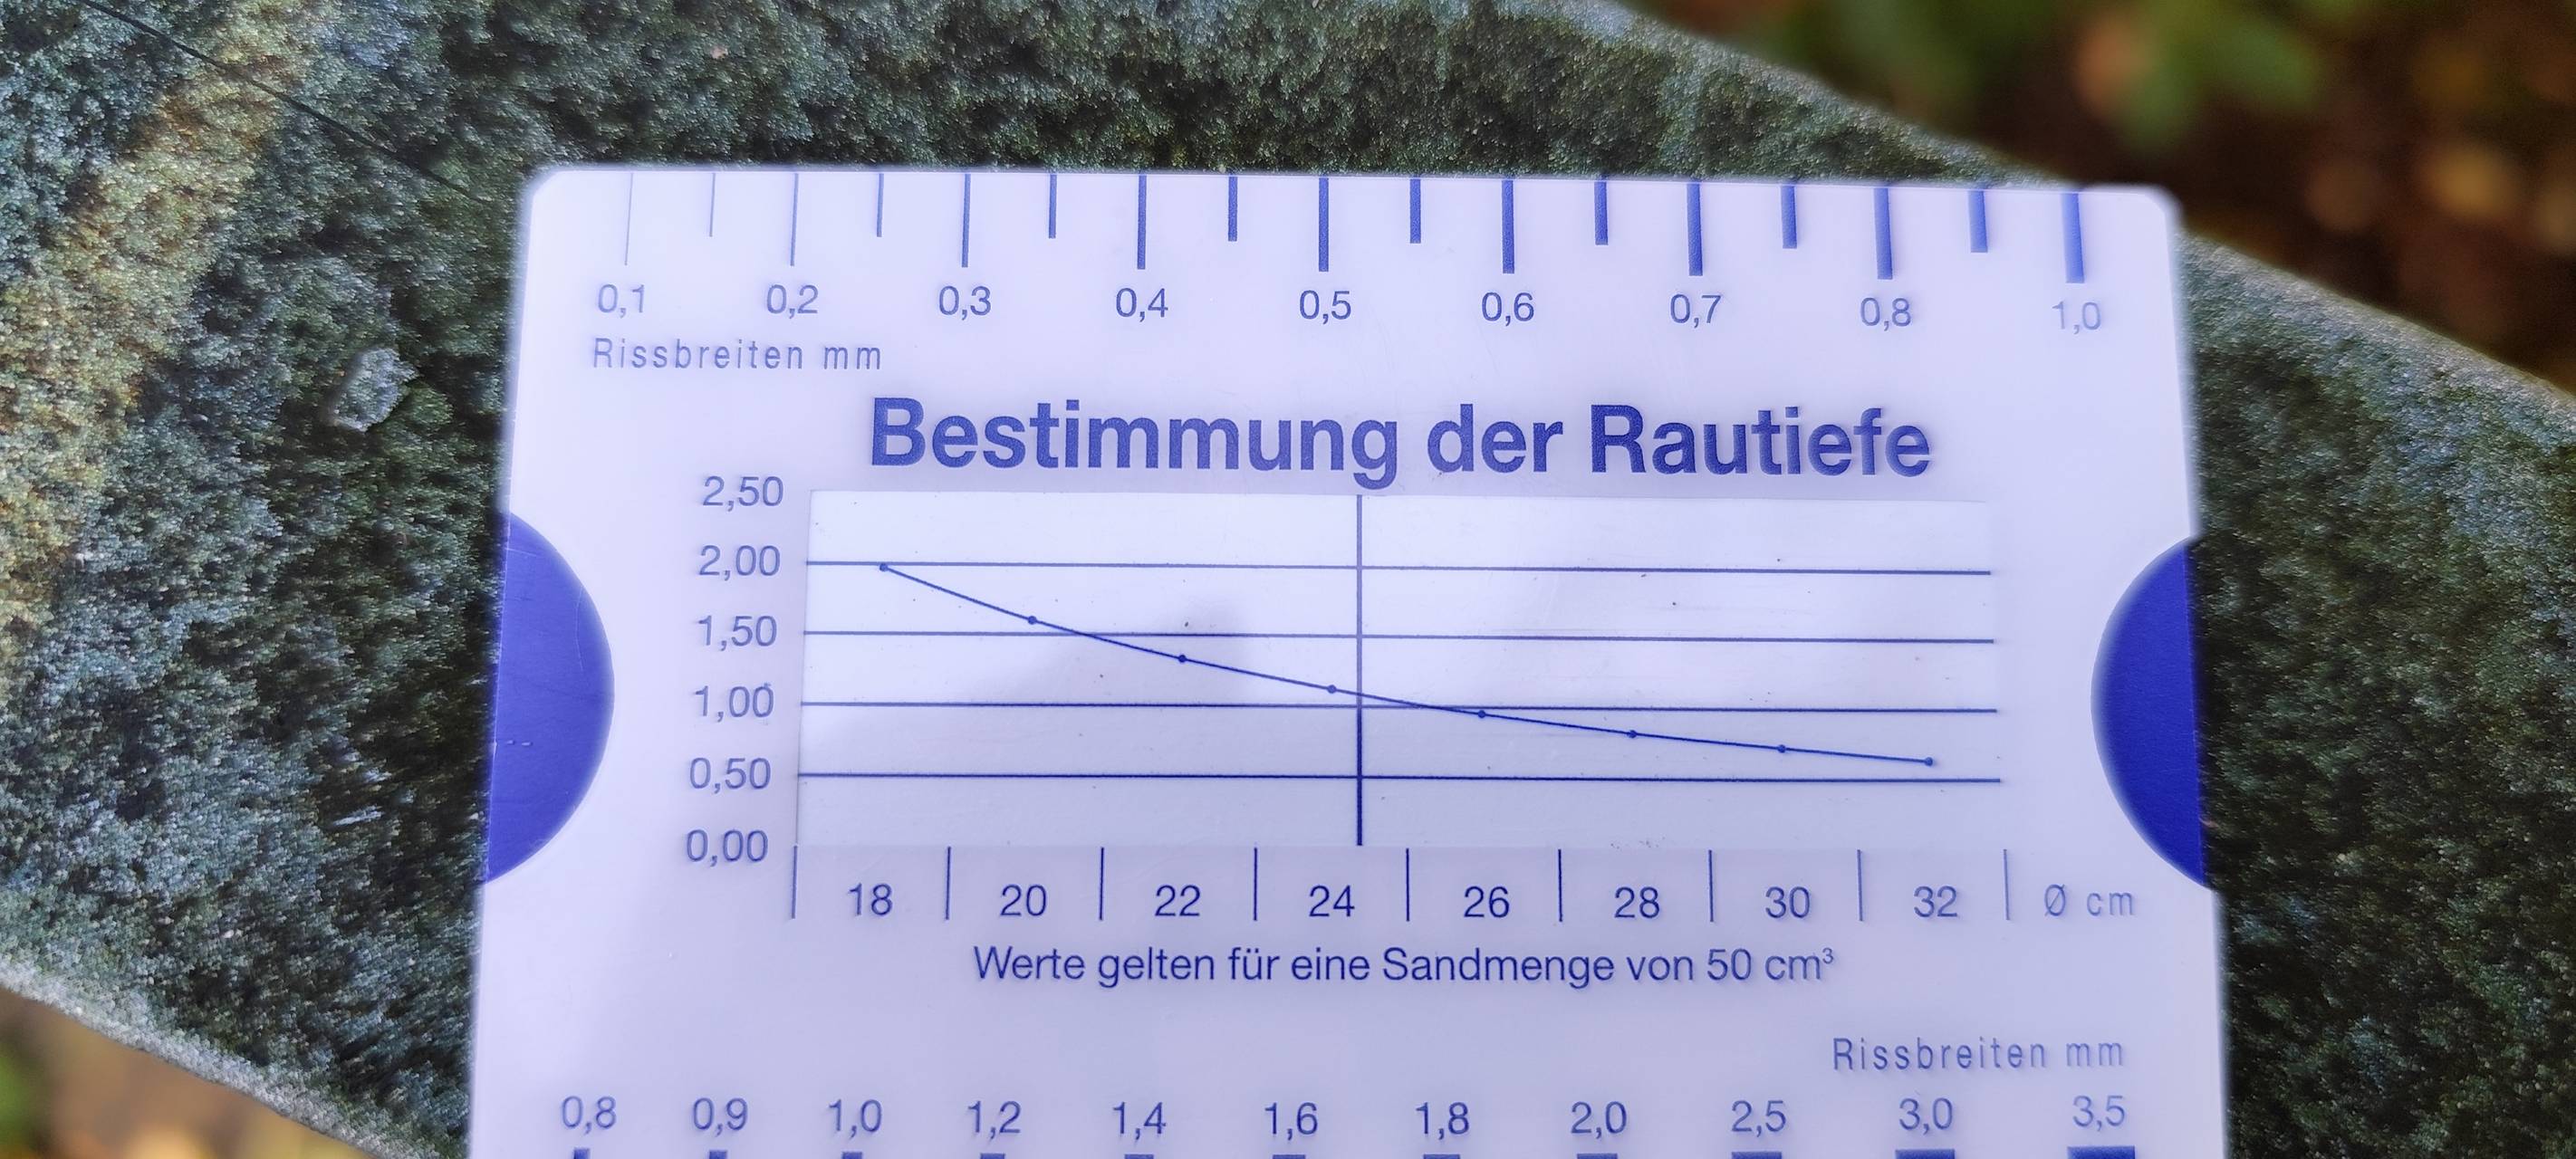 0,1 0,2 0,3 0,4 0,5 0,6 0,7 0,8 1,0
Rissbreiten mm
Bestimmung der Rautiefe
2,50
2,00
1,50
1,00
0,50
0,00
18 20 22 24 26 28 30 32 Ø cm
Werte gelten für eine Sandmenge von 50 cm³
Rissbreiten mm
0,8 0,9 1,0 1,2 1,4 1,6 1,8 2,0 2,5 3,0 3,5